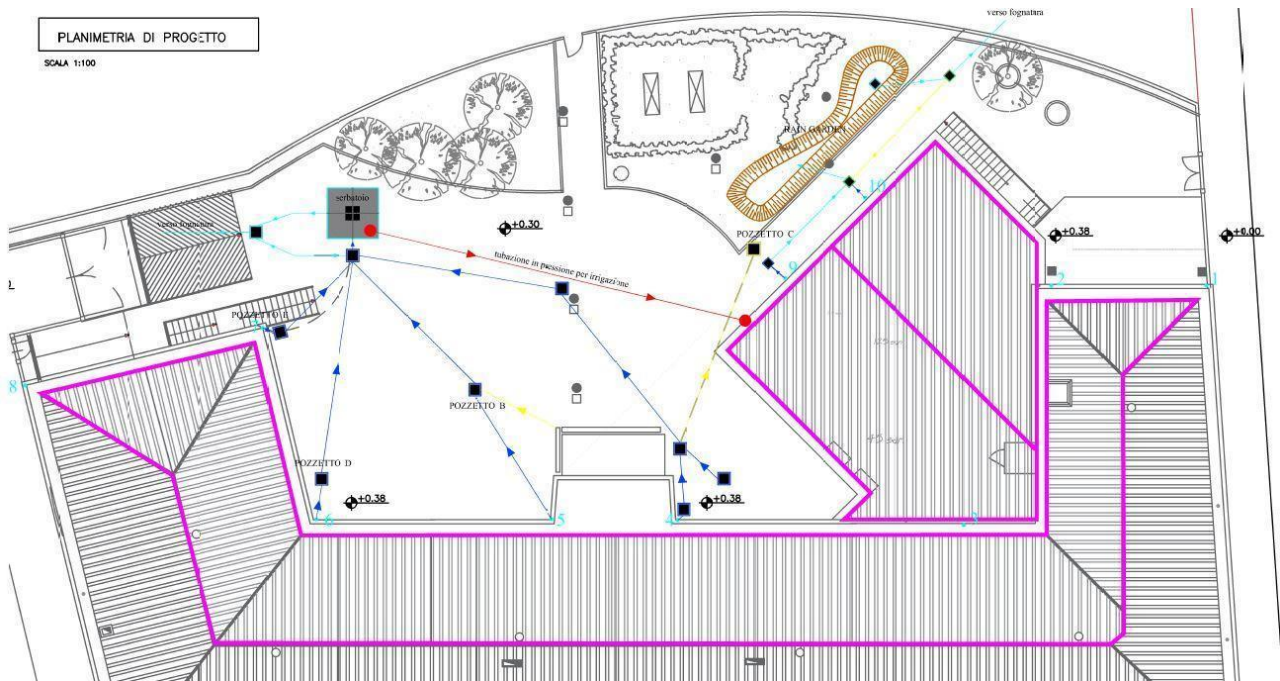 PLANIMETRIA DI PROGETTO
SCALA 1:100
verso fognatura
RAIN GARDEN
serbatoio
verso fognatura
+0.30
+0.38
+0.00
10
POZZETTO C
tubazione in pressione per irrigazione
9
2
1
POZZETTO E
7
8
POZZETTO B
POZZETTO D
+0.38
+0.38
6
5
4
3